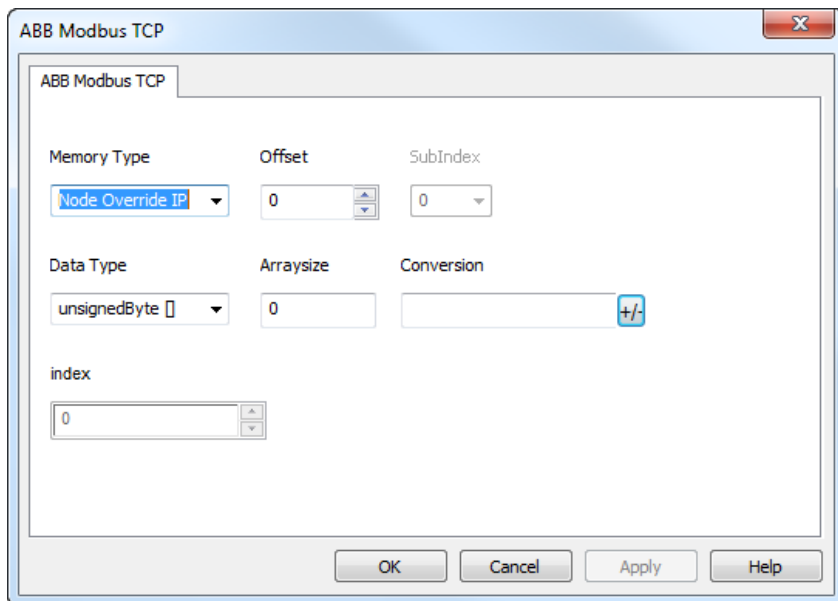 ABB Modbus TCP
ABB Modbus TCP
Memory Type Offset SubIndex
Node Override IP 0 0
Data Type Arraysize Conversion
unsignedByte [] 0 +/-
index
0
OK Cancel Apply Help